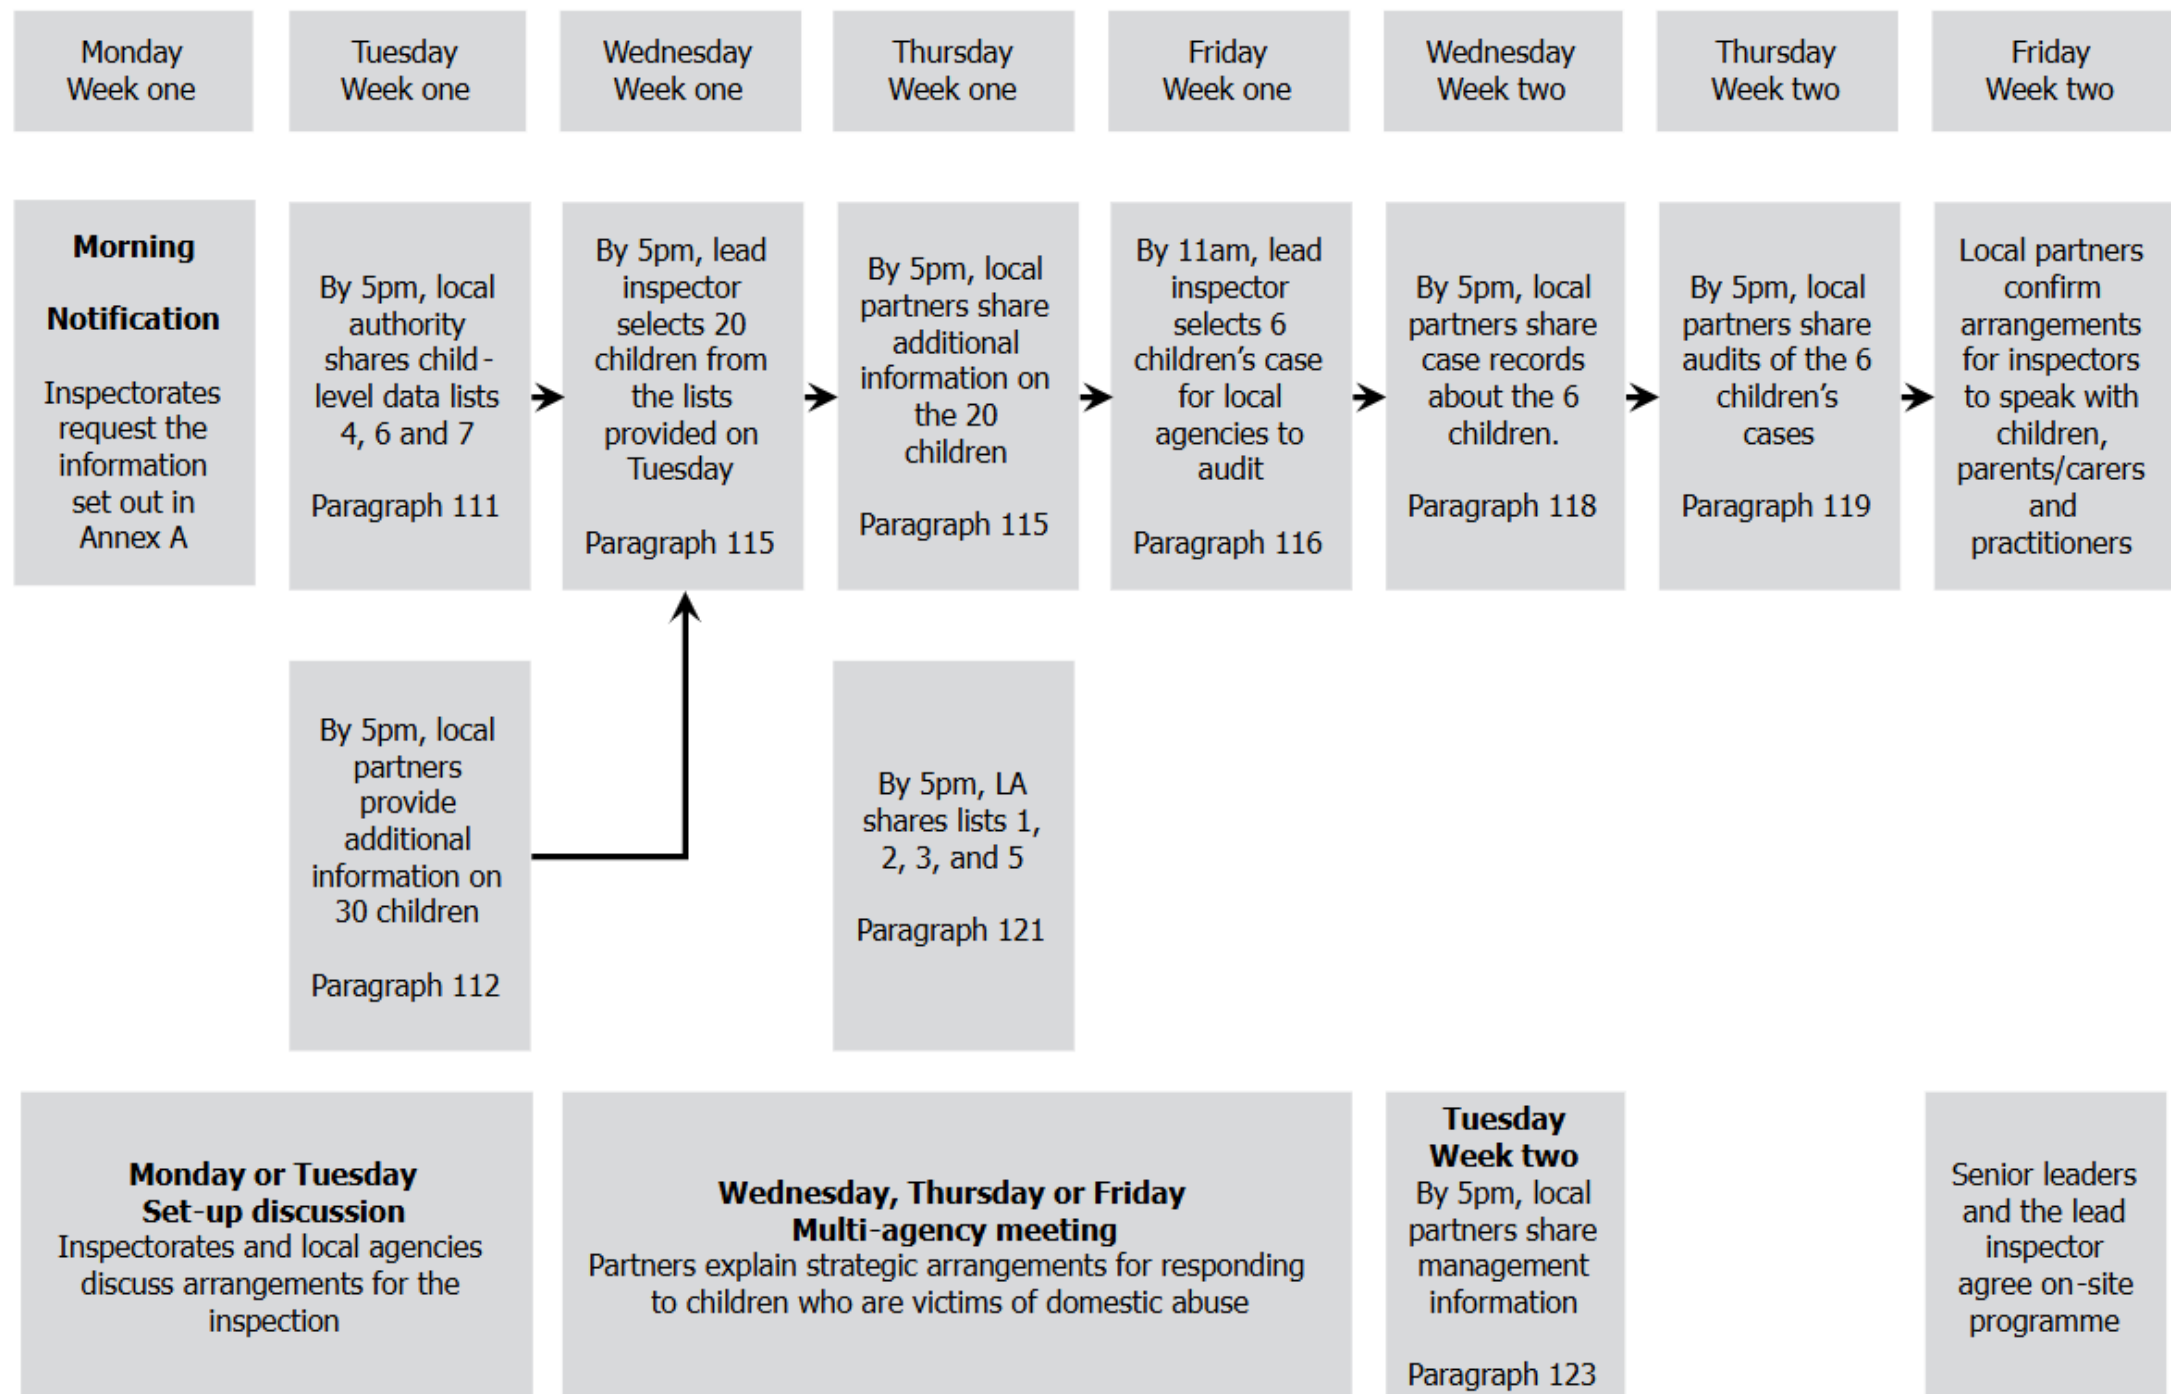 Monday
Week one
Tuesday
Week one
Wednesday
Week one
Thursday
Week one
Friday
Week one
Wednesday
Week two
Thursday
Week two
Friday
Week two
Morning
Notification
Inspectorates
request the
information
set out in
Annex A
By 5pm, local
authority
shares child-
level data lists
4, 6 and 7
Paragraph 111
By 5pm, lead
inspector
selects 20
children from
the lists
provided on
Tuesday
Paragraph 115
By 5pm, local
partners share
additional
information on
the 20
children
Paragraph 115
By 11am, lead
inspector
selects 6
children's case
for local
agencies to
audit
Paragraph 116
By 5pm, local
partners share
case records
about the 6
children.
Paragraph 118
By 5pm, local
partners share
audits of the 6
children's
cases
Paragraph 119
Local partners
confirm
arrangements
for inspectors
to speak with
children,
parents/carers
and
practitioners
By 5pm, local
partners
provide
additional
information on
30 children
Paragraph 112
By 5pm, LA
shares lists 1,
2, 3, and 5
Paragraph 121
Monday or Tuesday
Set-up discussion
Inspectorates and local agencies
discuss arrangements for the
inspection
Wednesday, Thursday or Friday
Multi-agency meeting
Partners explain strategic arrangements for responding
to children who are victims of domestic abuse
Tuesday
Week two
By 5pm, local
partners share
management
information
Paragraph 123
Senior leaders
and the lead
inspector
agree on-site
programme